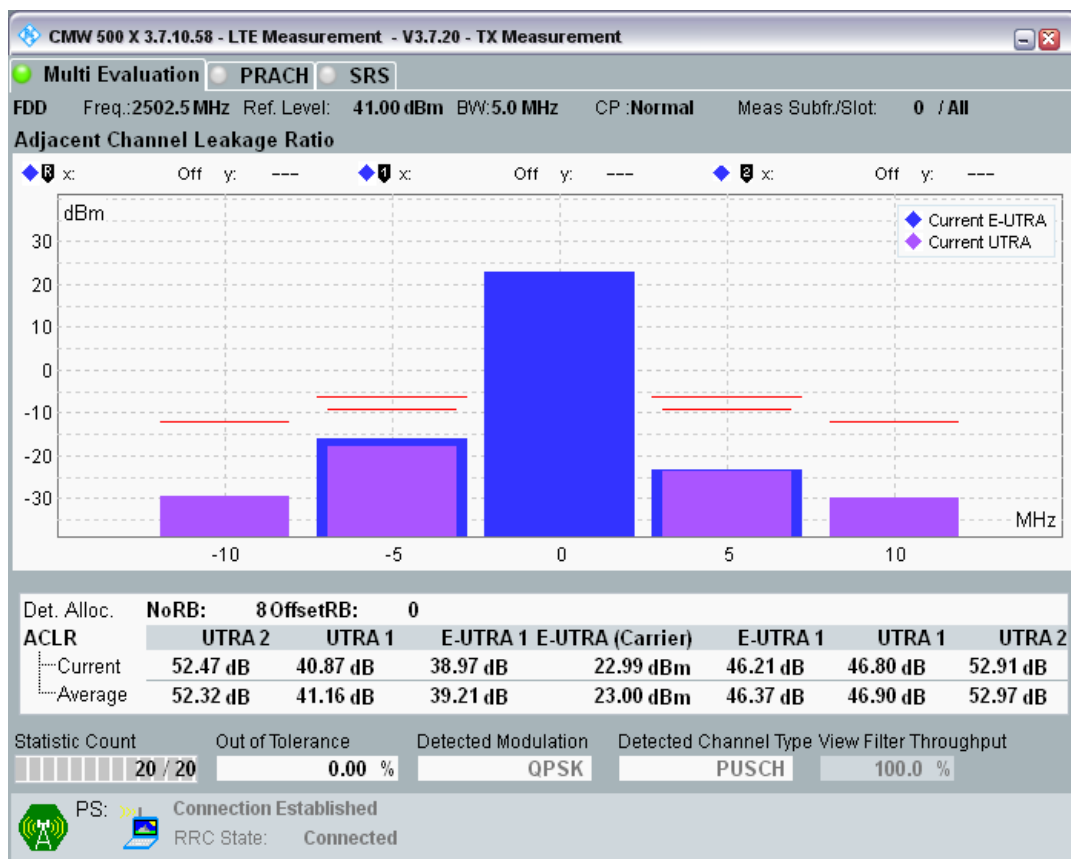 CMW 500 X 3.7.10.58 - LTE Measurement - V3.7.20 - TX Measurement
Multi Evaluation PRACH SRS
FDD Freq.:2502.5 MHz Ref. Level: 41.00 dBm BW:5.0 MHz CP :Normal Meas Subfr./Slot: 0 / All
Adjacent Channel Leakage Ratio
R x: Off y: --- 1 x: Off y: --- 2 x: Off y: ---
dBm
Current E-UTRA
Current UTRA
30
20
10
0
-10
-20
-30
MHz
-10 -5 0 5 10
Det. Alloc. NoRB: 8 OffsetRB: 0
ACLR UTRA 2 UTRA 1 E-UTRA 1 E-UTRA (Carrier) E-UTRA 1 UTRA 1 UTRA 2
Current 52.47 dB 40.87 dB 38.97 dB 22.99 dBm 46.21 dB 46.80 dB 52.91 dB
Average 52.32 dB 41.16 dB 39.21 dB 23.00 dBm 46.37 dB 46.90 dB 52.97 dB
Statistic Count Out of Tolerance Detected Modulation Detected Channel Type View Filter Throughput
20 / 20 0.00 % QPSK PUSCH 100.0 %
PS: Connection Established
RRC State: Connected